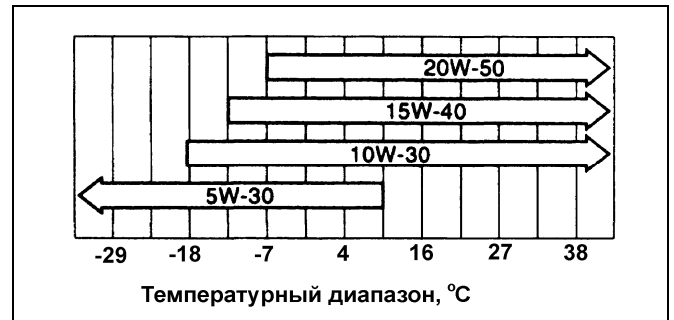 20W-50
15W-40
10W-30
5W-30
-29 -18 -7 4 16 27 38
Температурный диапазон, °C